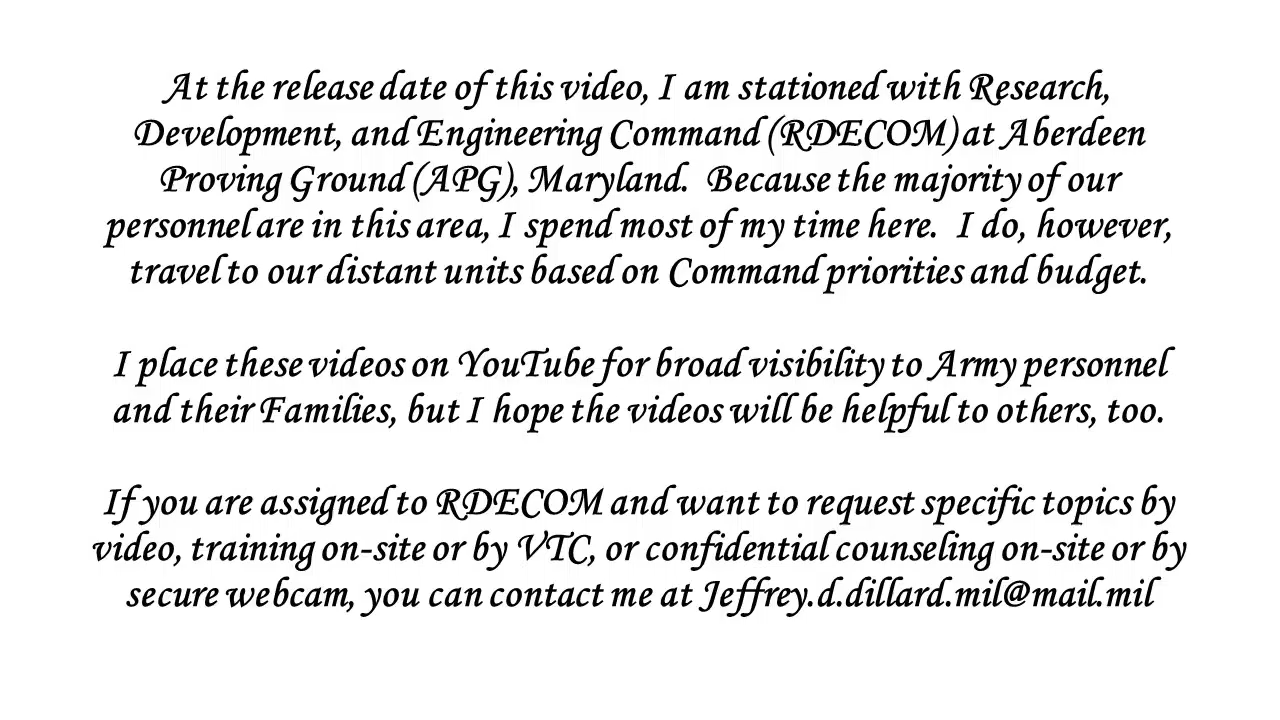 At the release date of this video, I am stationed with Research,
Development, and Engineering Command (RDECOM) at Aberdeen
Proving Ground (APG), Maryland.  Because the majority of our
personnel are in this area, I spend most of my time here.  I do, however,
travel to our distant units based on Command priorities and budget.
I place these videos on YouTube for broad visibility to Army personnel
and their Families, but I hope the videos will be helpful to others, too.
If you are assigned to RDECOM and want to request specific topics by
video, training on-site or by VTC, or confidential counseling on-site or by
secure webcam, you can contact me at Jeffrey.d.dillard.mil@mail.mil